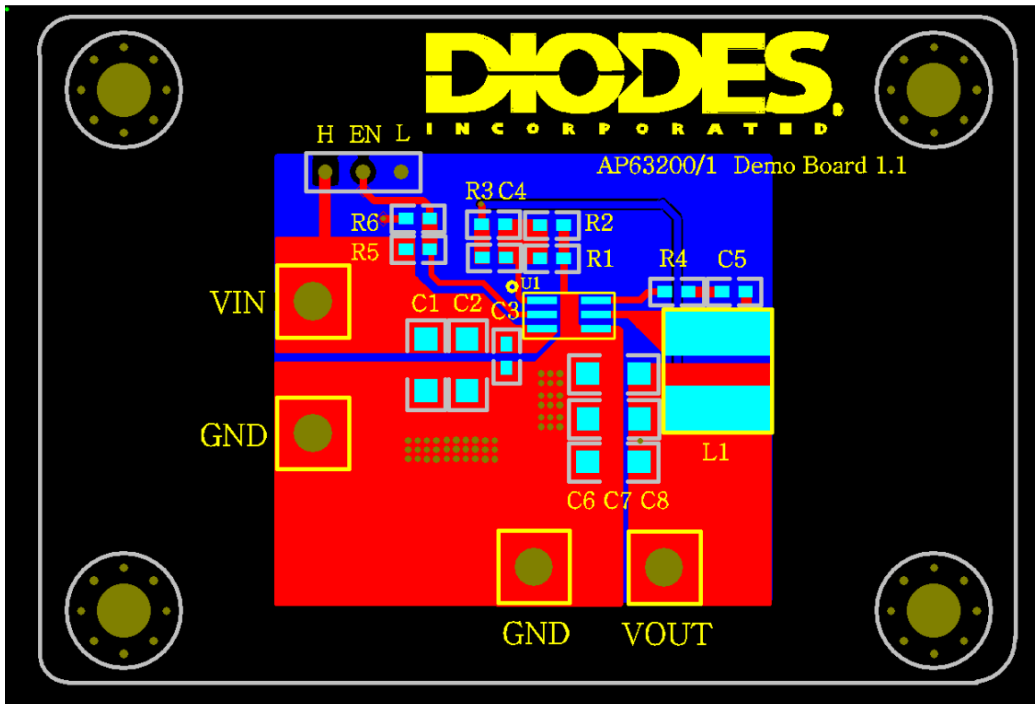 DIODES.
INCORPORATED
AP63200/1 Demo Board 1.1
H EN L
R3 C4
R6
R2
R5
R1
R4 C5
U1
VIN
C1 C2
C3
GND
L1
C6 C7 C8
GND VOUT